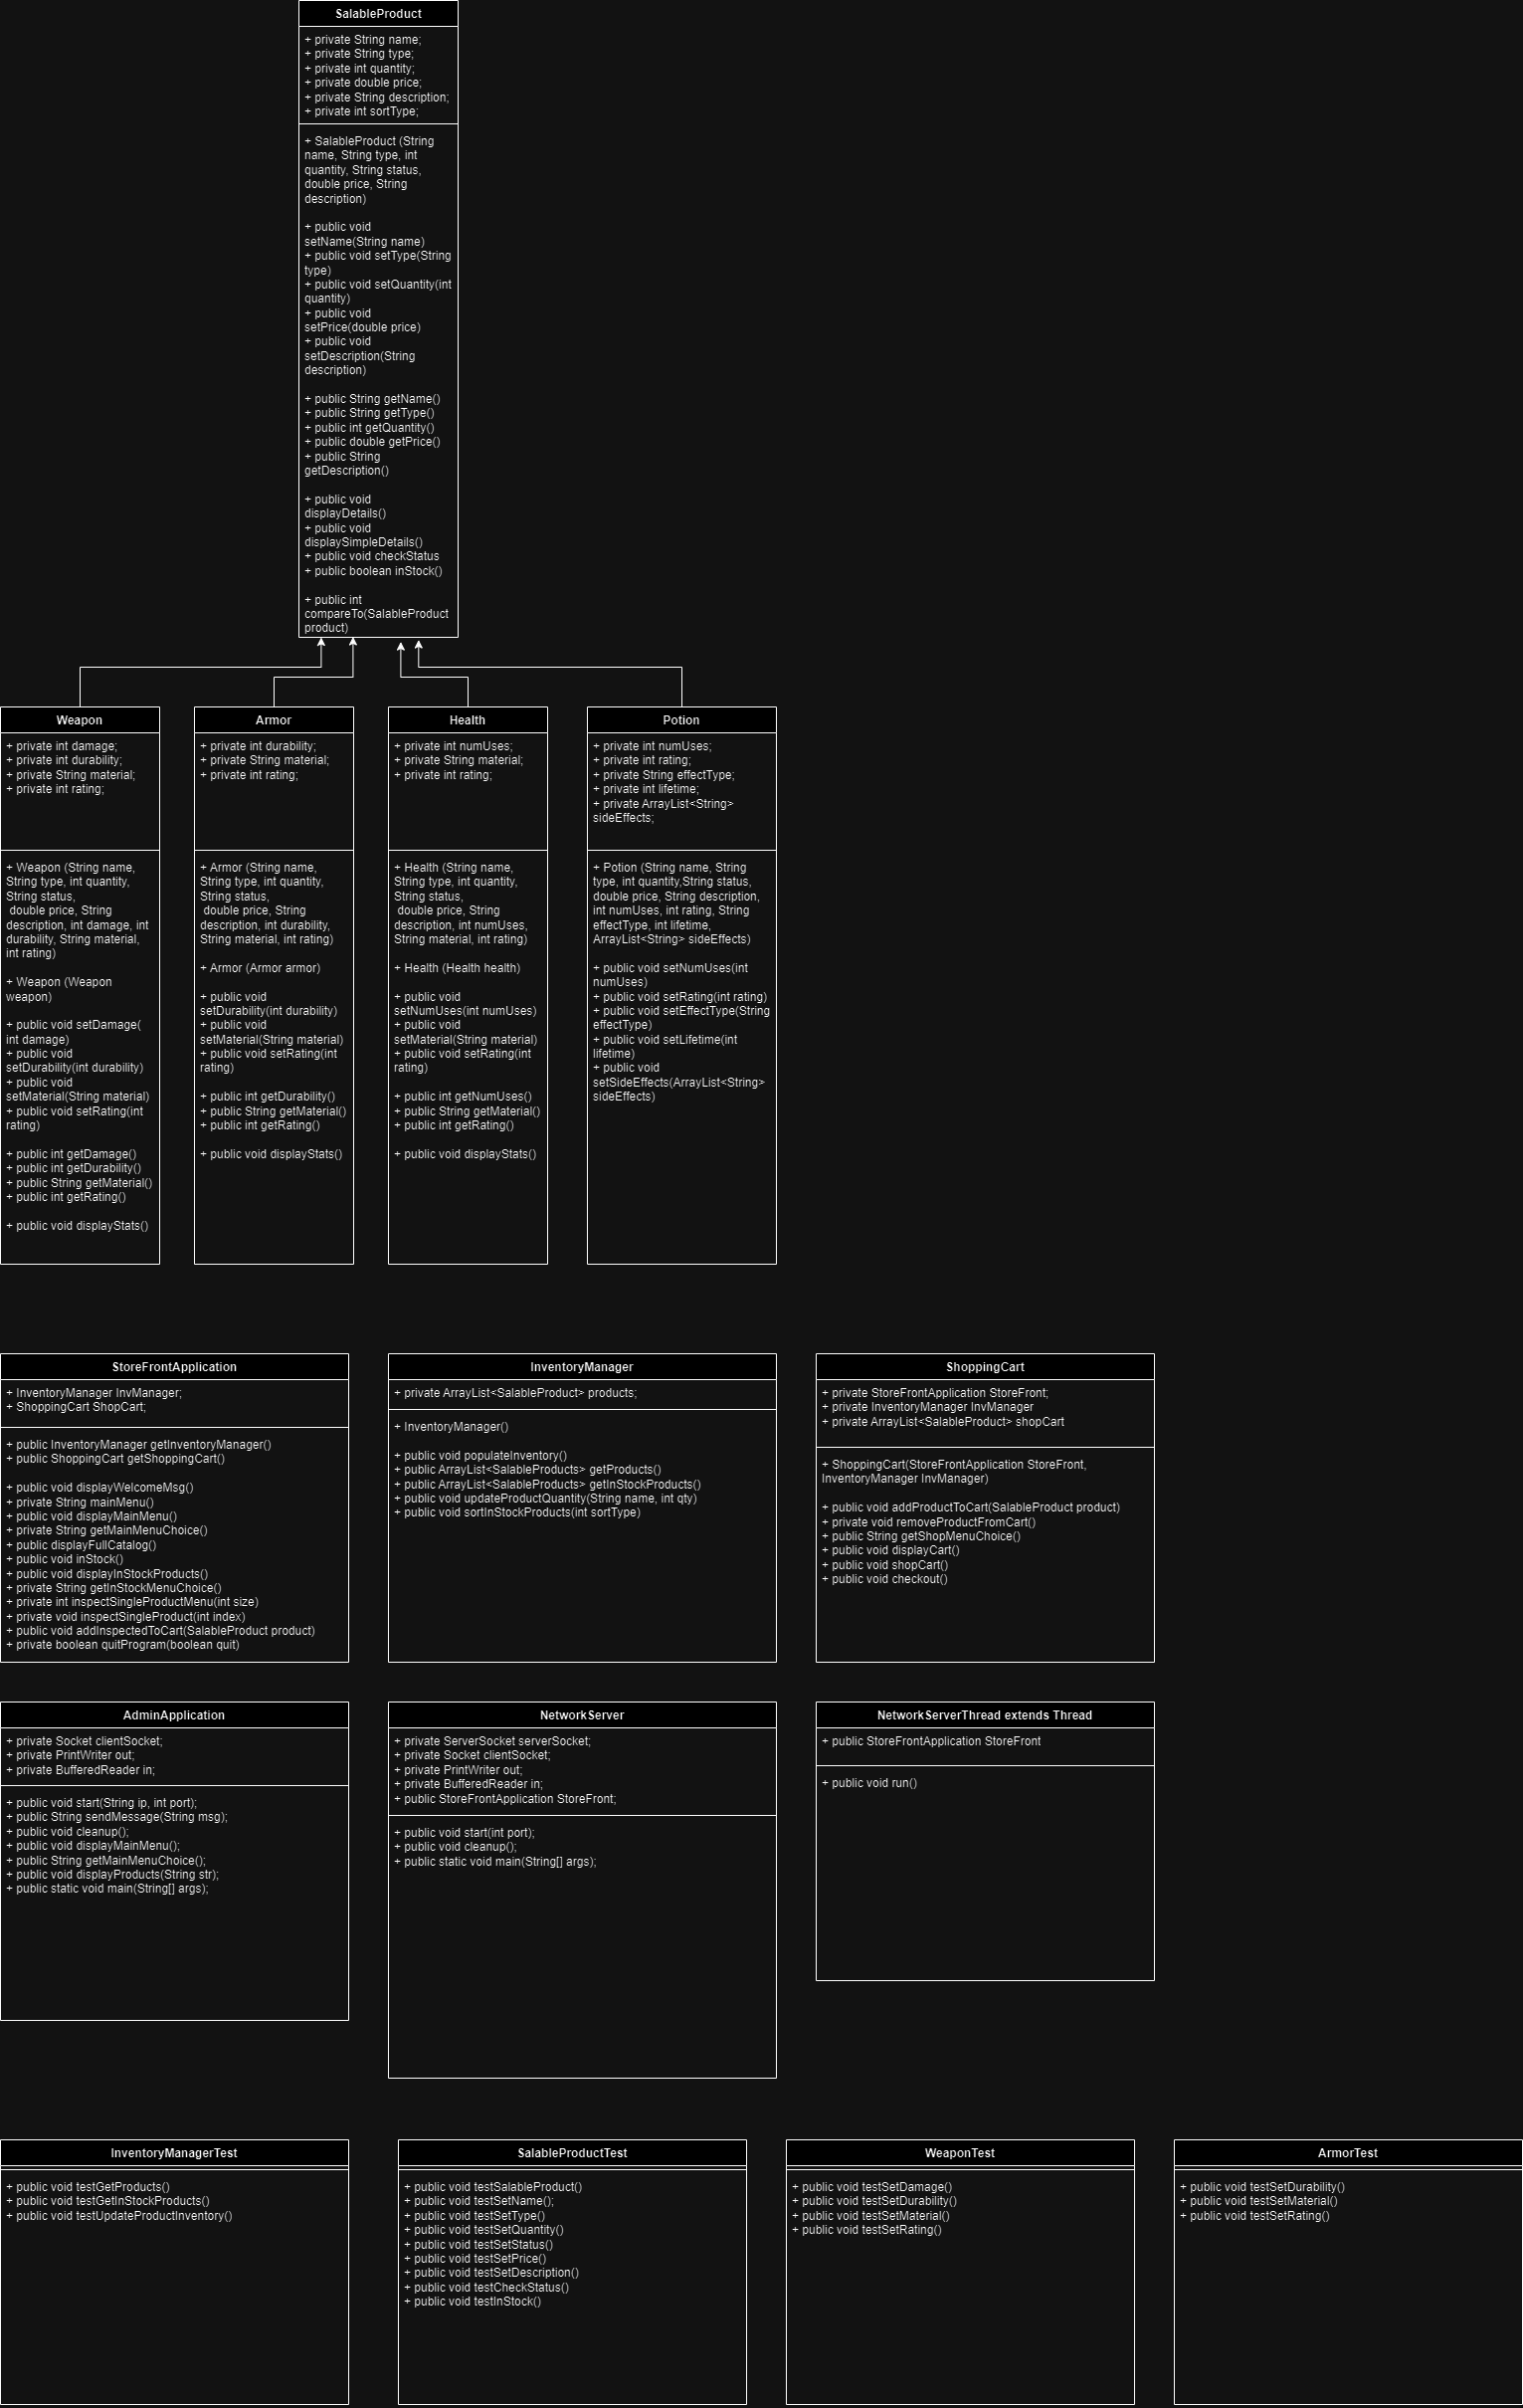 SalableProduct
+ private String name;
+ private String type;
+ private int quantity;
+ private double price;
+ private String description;
+ private int sortType;
+ SalableProduct (String
name, String type, int
quantity, String status,
double price, String
description)
+ public void
setName(String name)
+ public void setType(String
type)
+ public void setQuantity(int
quantity)
+ public void
setPrice(double price)
+ public void
setDescription(String
description)
+ public String getName()
+ public String getType()
+ public int getQuantity()
+ public double getPrice()
+ public String
getDescription()
+ public void
displayDetails()
+ public void
displaySimpleDetails()
+ public void checkStatus
+ public boolean inStock()
+ public int
compareTo(SalableProduct
product)
Weapon
+ private int damage;
+ private int durability;
+ private String material;
+ private int rating;
+ Weapon (String name,
String type, int quantity,
String status,
double price, String
description, int damage, int
durability, String material,
int rating)
+ Weapon (Weapon
weapon)
+ public void setDamage(
int damage)
+ public void
setDurability(int durability)
+ public void
setMaterial(String material)
+ public void setRating(int
rating)
+ public int getDamage()
+ public int getDurability()
+ public String getMaterial()
+ public int getRating()
+ public void displayStats()
Armor
+ private int durability;
+ private String material;
+ private int rating;
+ Armor (String name,
String type, int quantity,
String status,
double price, String
description, int durability,
String material, int rating)
+ Armor (Armor armor)
+ public void
setDurability(int durability)
+ public void
setMaterial(String material)
+ public void setRating(int
rating)
+ public int getDurability()
+ public String getMaterial()
+ public int getRating()
+ public void displayStats()
Health
+ private int numUses;
+ private String material;
+ private int rating;
+ Health (String name,
String type, int quantity,
String status,
double price, String
description, int numUses,
String material, int rating)
+ Health (Health health)
+ public void
setNumUses(int numUses)
+ public void
setMaterial(String material)
+ public void setRating(int
rating)
+ public int getNumUses()
+ public String getMaterial()
+ public int getRating()
+ public void displayStats()
Potion
+ private int numUses;
+ private int rating;
+ private String effectType;
+ private int lifetime;
+ private ArrayList<String>
sideEffects;
+ Potion (String name, String
type, int quantity,String status,
double price, String description,
int numUses, int rating, String
effectType, int lifetime,
ArrayList<String> sideEffects)
+ public void setNumUses(int
numUses)
+ public void setRating(int rating)
+ public void setEffectType(String
effectType)
+ public void setLifetime(int
lifetime)
+ public void
setSideEffects(ArrayList<String>
sideEffects)
StoreFrontApplication
+ InventoryManager InvManager;
+ ShoppingCart ShopCart;
+ public InventoryManager getInventoryManager()
+ public ShoppingCart getShoppingCart()
+ public void displayWelcomeMsg()
+ private String mainMenu()
+ public void displayMainMenu()
+ private String getMainMenuChoice()
+ public displayFullCatalog()
+ public void inStock()
+ public void displayInStockProducts()
+ private String getInStockMenuChoice()
+ private int inspectSingleProductMenu(int size)
+ private void inspectSingleProduct(int index)
+ public void addInspectedToCart(SalableProduct product)
+ private boolean quitProgram(boolean quit)
InventoryManager
+ private ArrayList<SalableProduct> products;
+ InventoryManager()
+ public void populateInventory()
+ public ArrayList<SalableProducts> getProducts()
+ public ArrayList<SalableProducts> getInStockProducts()
+ public void updateProductQuantity(String name, int qty)
+ public void sortInStockProducts(int sortType)
ShoppingCart
+ private StoreFrontApplication StoreFront;
+ private InventoryManager InvManager
+ private ArrayList<SalableProduct> shopCart
+ ShoppingCart(StoreFrontApplication StoreFront,
InventoryManager InvManager)
+ public void addProductToCart(SalableProduct product)
+ private void removeProductFromCart()
+ public String getShopMenuChoice()
+ public void displayCart()
+ public void shopCart()
+ public void checkout()
AdminApplication
+ private Socket clientSocket;
+ private PrintWriter out;
+ private BufferedReader in;
+ public void start(String ip, int port);
+ public String sendMessage(String msg);
+ public void cleanup();
+ public void displayMainMenu();
+ public String getMainMenuChoice();
+ public void displayProducts(String str);
+ public static void main(String[] args);
NetworkServer
+ private ServerSocket serverSocket;
+ private Socket clientSocket;
+ private PrintWriter out;
+ private BufferedReader in;
+ public StoreFrontApplication StoreFront;
+ public void start(int port);
+ public void cleanup();
+ public static void main(String[] args);
NetworkServerThread extends Thread
+ public StoreFrontApplication StoreFront
+ public void run()
InventoryManagerTest
+ public void testGetProducts()
+ public void testGetInStockProducts()
+ public void testUpdateProductInventory()
SalableProductTest
+ public void testSalableProduct()
+ public void testSetName();
+ public void testSetType()
+ public void testSetQuantity()
+ public void testSetStatus()
+ public void testSetPrice()
+ public void testSetDescription()
+ public void testCheckStatus()
+ public void testInStock()
WeaponTest
+ public void testSetDamage()
+ public void testSetDurability()
+ public void testSetMaterial()
+ public void testSetRating()
ArmorTest
+ public void testSetDurability()
+ public void testSetMaterial()
+ public void testSetRating()